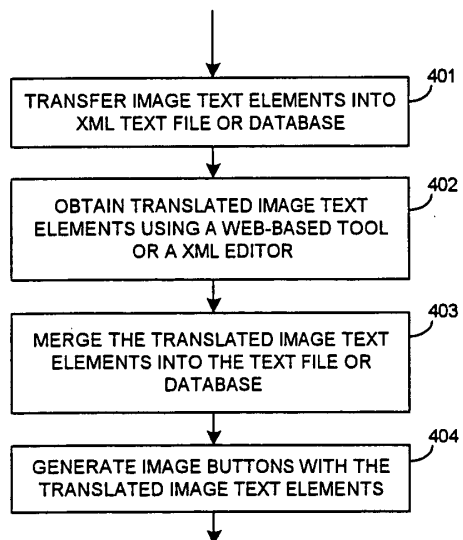 401
TRANSFER IMAGE TEXT ELEMENTS INTO
XML TEXT FILE OR DATABASE
402
OBTAIN TRANSLATED IMAGE TEXT
ELEMENTS USING A WEB-BASED TOOL
OR A XML EDITOR
403
MERGE THE TRANSLATED IMAGE TEXT
ELEMENTS INTO THE TEXT FILE OR
DATABASE
404
GENERATE IMAGE BUTTONS WITH THE
TRANSLATED IMAGE TEXT ELEMENTS